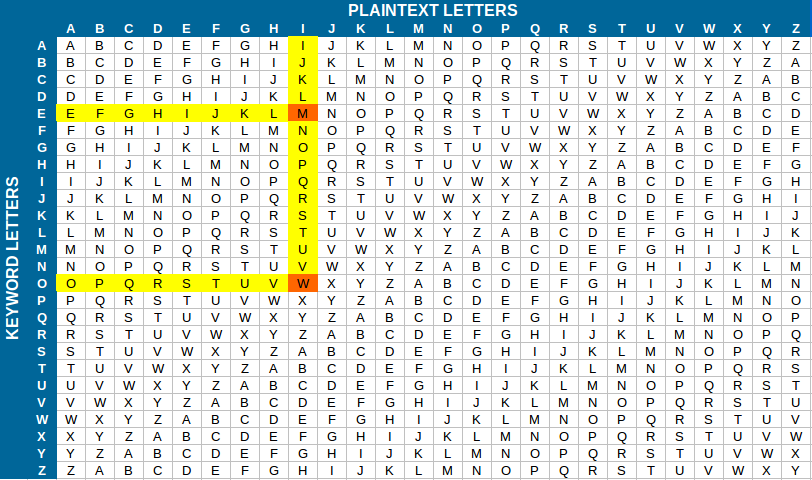 PLAINTEXT LETTERS
A B C D E F G H I J K L M N O P Q R S T U V W X Y Z
KEYWORD LETTERS
A A B C D E F G H I J K L M N O P Q R S T U V W X Y Z
B B C D E F G H I J K L M N O P Q R S T U V W X Y Z A
C C D E F G H I J K L M N O P Q R S T U V W X Y Z A B
D D E F G H I J K L M N O P Q R S T U V W X Y Z A B C
E E F G H I J K L M N O P Q R S T U V W X Y Z A B C D
F F G H I J K L M N O P Q R S T U V W X Y Z A B C D E
G G H I J K L M N O P Q R S T U V W X Y Z A B C D E F
H H I J K L M N O P Q R S T U V W X Y Z A B C D E F G
I I J K L M N O P Q R S T U V W X Y Z A B C D E F G H
J J K L M N O P Q R S T U V W X Y Z A B C D E F G H I
K K L M N O P Q R S T U V W X Y Z A B C D E F G H I J
L L M N O P Q R S T U V W X Y Z A B C D E F G H I J K
M M N O P Q R S T U V W X Y Z A B C D E F G H I J K L
N N O P Q R S T U V W X Y Z A B C D E F G H I J K L M
O O P Q R S T U V W X Y Z A B C D E F G H I J K L M N
P P Q R S T U V W X Y Z A B C D E F G H I J K L M N O
Q Q R S T U V W X Y Z A B C D E F G H I J K L M N O P
R R S T U V W X Y Z A B C D E F G H I J K L M N O P Q
S S T U V W X Y Z A B C D E F G H I J K L M N O P Q R
T T U V W X Y Z A B C D E F G H I J K L M N O P Q R S
U U V W X Y Z A B C D E F G H I J K L M N O P Q R S T
V V W X Y Z A B C D E F G H I J K L M N O P Q R S T U
W W X Y Z A B C D E F G H I J K L M N O P Q R S T U V
X X Y Z A B C D E F G H I J K L M N O P Q R S T U V W
Y Y Z A B C D E F G H I J K L M N O P Q R S T U V W X
Z Z A B C D E F G H I J K L M N O P Q R S T U V W X Y